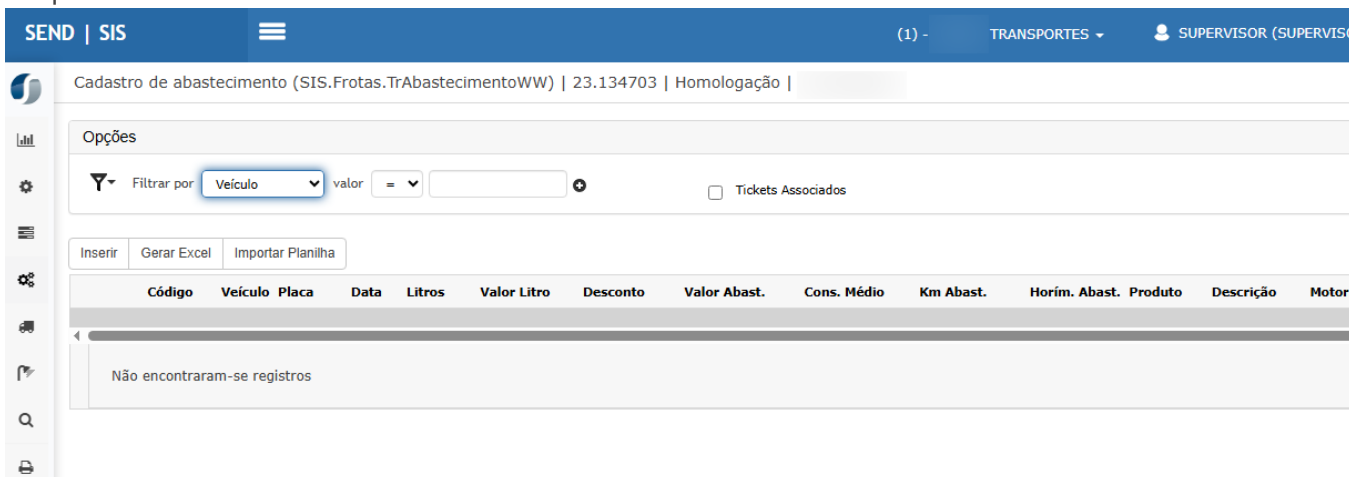 SEND | SIS (1) - TRANSPORTES SUPERVISOR (SUPERVISO
Cadastro de abastecimento (SIS.Frotas.TrAbastecimentoWW) | 23.134703 | Homologação |
Opções
Filtrar por Veículo valor = Tickets Associados
Inserir Gerar Excel Importar Planilha
Código Veículo Placa Data Litros Valor Litro Desconto Valor Abast. Cons. Médio Km Abast. Horím. Abast. Produto Descrição Motor
Não encontraram-se registros